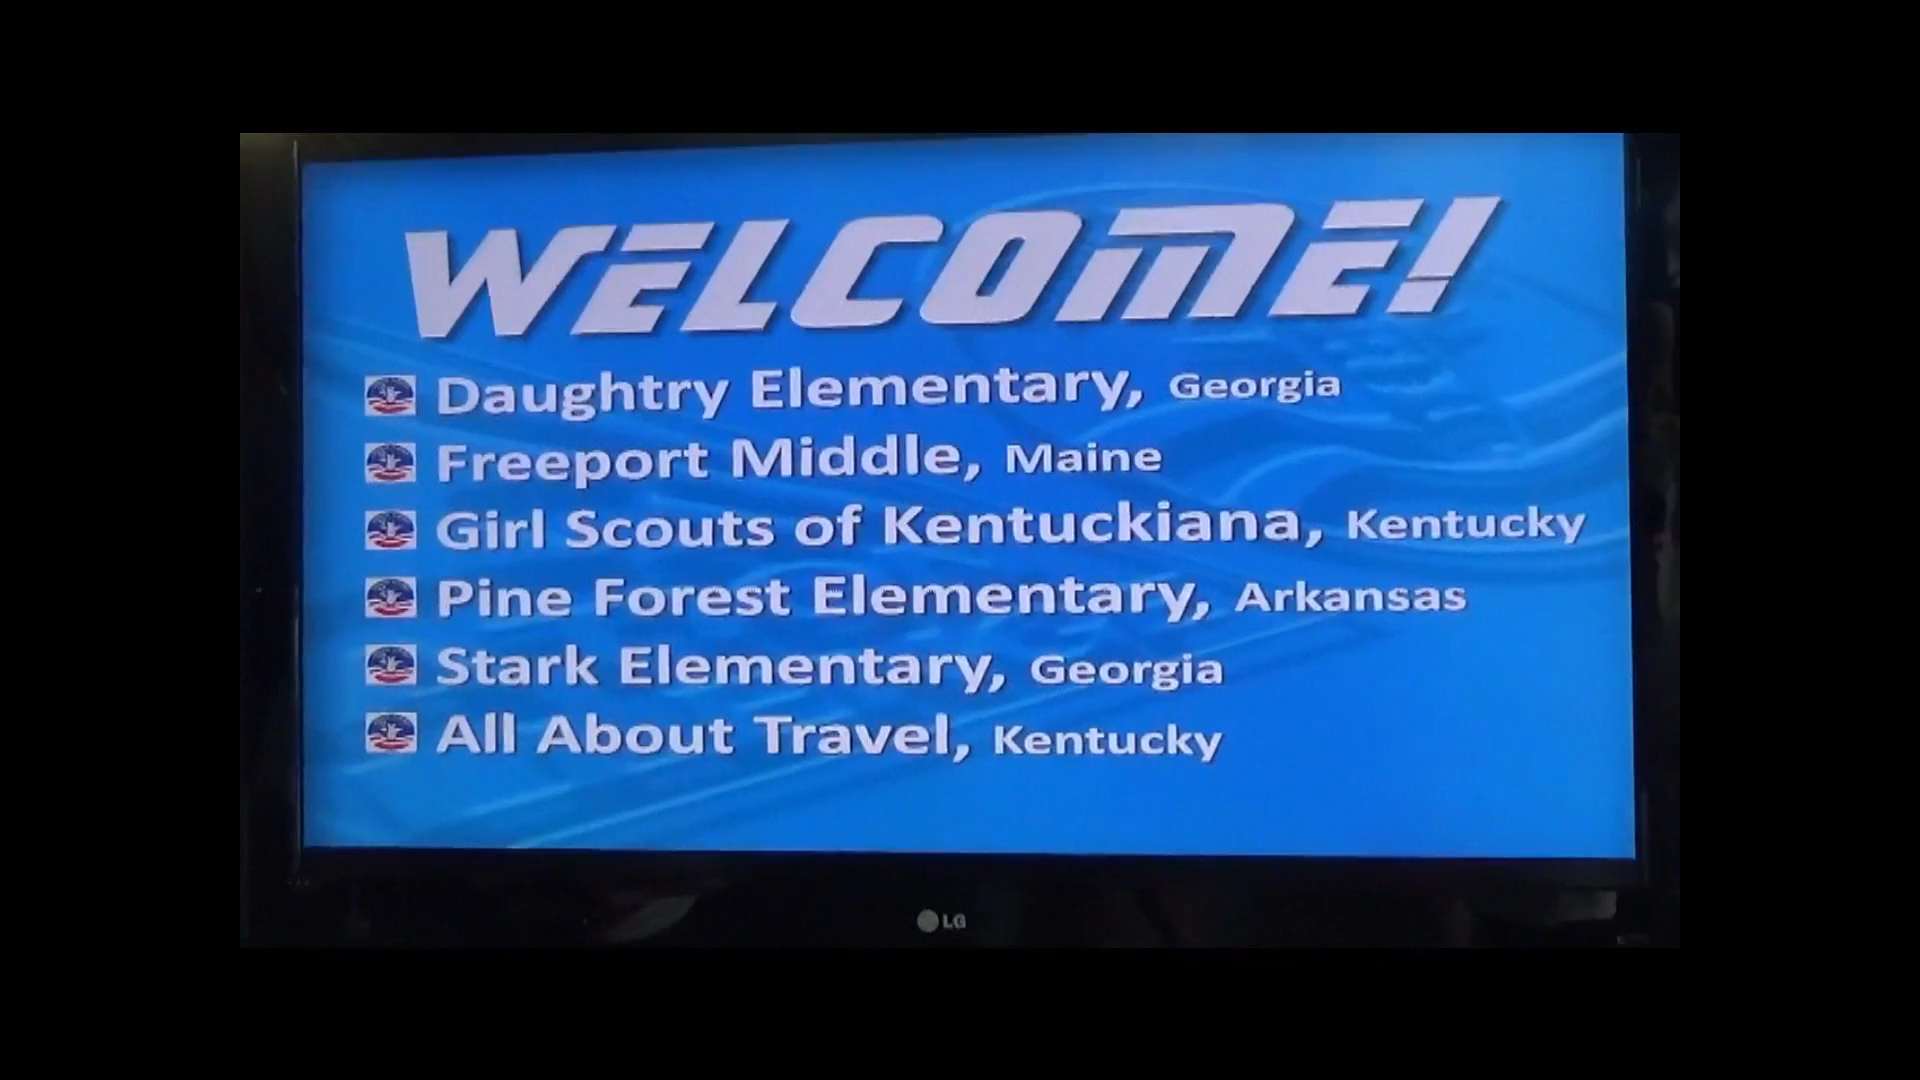 WELCOME!
Daughtry Elementary, Georgia
Freeport Middle, Maine
Girl Scouts of Kentuckiana, Kentucky
Pine Forest Elementary, Arkansas
Stark Elementary, Georgia
All About Travel, Kentucky
LG